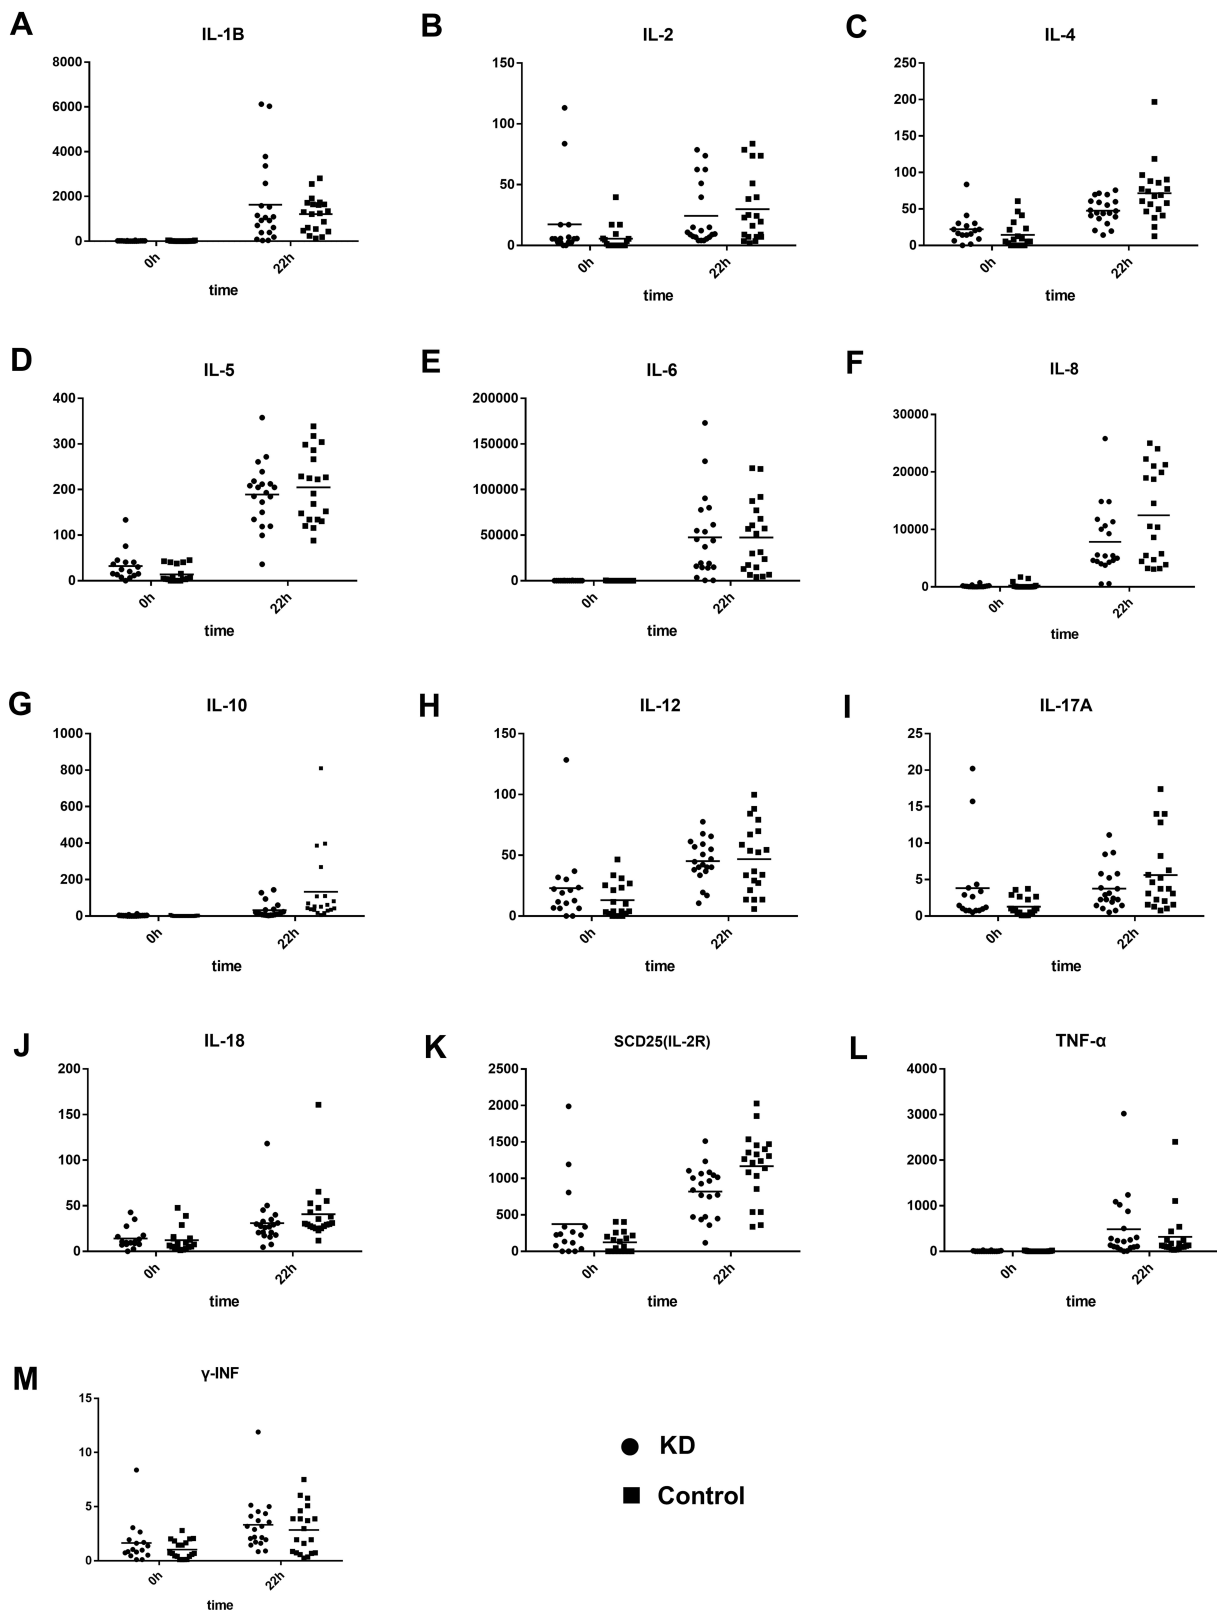 A
IL-1B
8000
6000
4000
2000
0
0h
22h
time
B
IL-2
150
100
50
0
0h
22h
time
C
IL-4
250
200
150
100
50
0
0h
22h
time
D
IL-5
400
300
200
100
0
0h
22h
time
E
IL-6
200000
150000
100000
50000
0
0h
22h
time
F
IL-8
30000
20000
10000
0
0h
22h
time
G
IL-10
1000
800
600
400
200
0
0h
22h
time
H
IL-12
150
100
50
0
0h
22h
time
I
IL-17A
25
20
15
10
5
0
0h
22h
time
J
IL-18
200
150
100
50
0
0h
22h
time
K
SCD25(IL-2R)
2500
2000
1500
1000
500
0
0h
22h
time
L
TNF-α
4000
3000
2000
1000
0
0h
22h
time
M
γ-INF
15
10
5
0
0h
22h
time
KD
Control